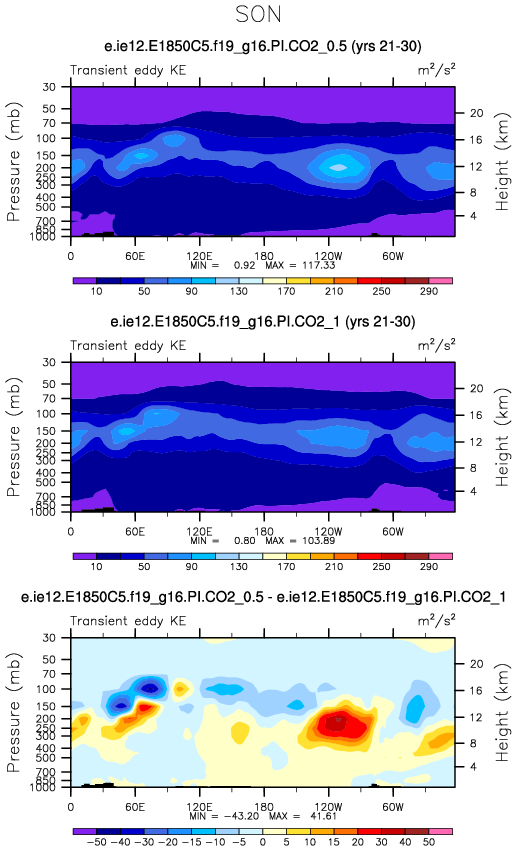 SON
e.ie12.E1850C5.f19_g16.PI.CO2_0.5 (yrs 21-30)
Transient eddy KE m²/s²
Pressure (mb)
30
50
70
100
150
200
250
300
400
500
700
850
1000
Height (km)
20
16
12
8
4
0 60E 120E 180 120W 60W
MIN = 0.92 MAX = 117.33
10 50 90 130 170 210 250 290
e.ie12.E1850C5.f19_g16.PI.CO2_1 (yrs 21-30)
Transient eddy KE m²/s²
Pressure (mb)
30
50
70
100
150
200
250
300
400
500
700
850
1000
Height (km)
20
16
12
8
4
0 60E 120E 180 120W 60W
MIN = 0.80 MAX = 103.89
10 50 90 130 170 210 250 290
e.ie12.E1850C5.f19_g16.PI.CO2_0.5 - e.ie12.E1850C5.f19_g16.PI.CO2_1
Transient eddy KE m²/s²
Pressure (mb)
30
50
70
100
150
200
250
300
400
500
700
850
1000
Height (km)
20
16
12
8
4
0 60E 120E 180 120W 60W
MIN = −43.20 MAX = 41.61
−50 −40 −30 −20 −15 −10 −5 0 5 10 15 20 30 40 50